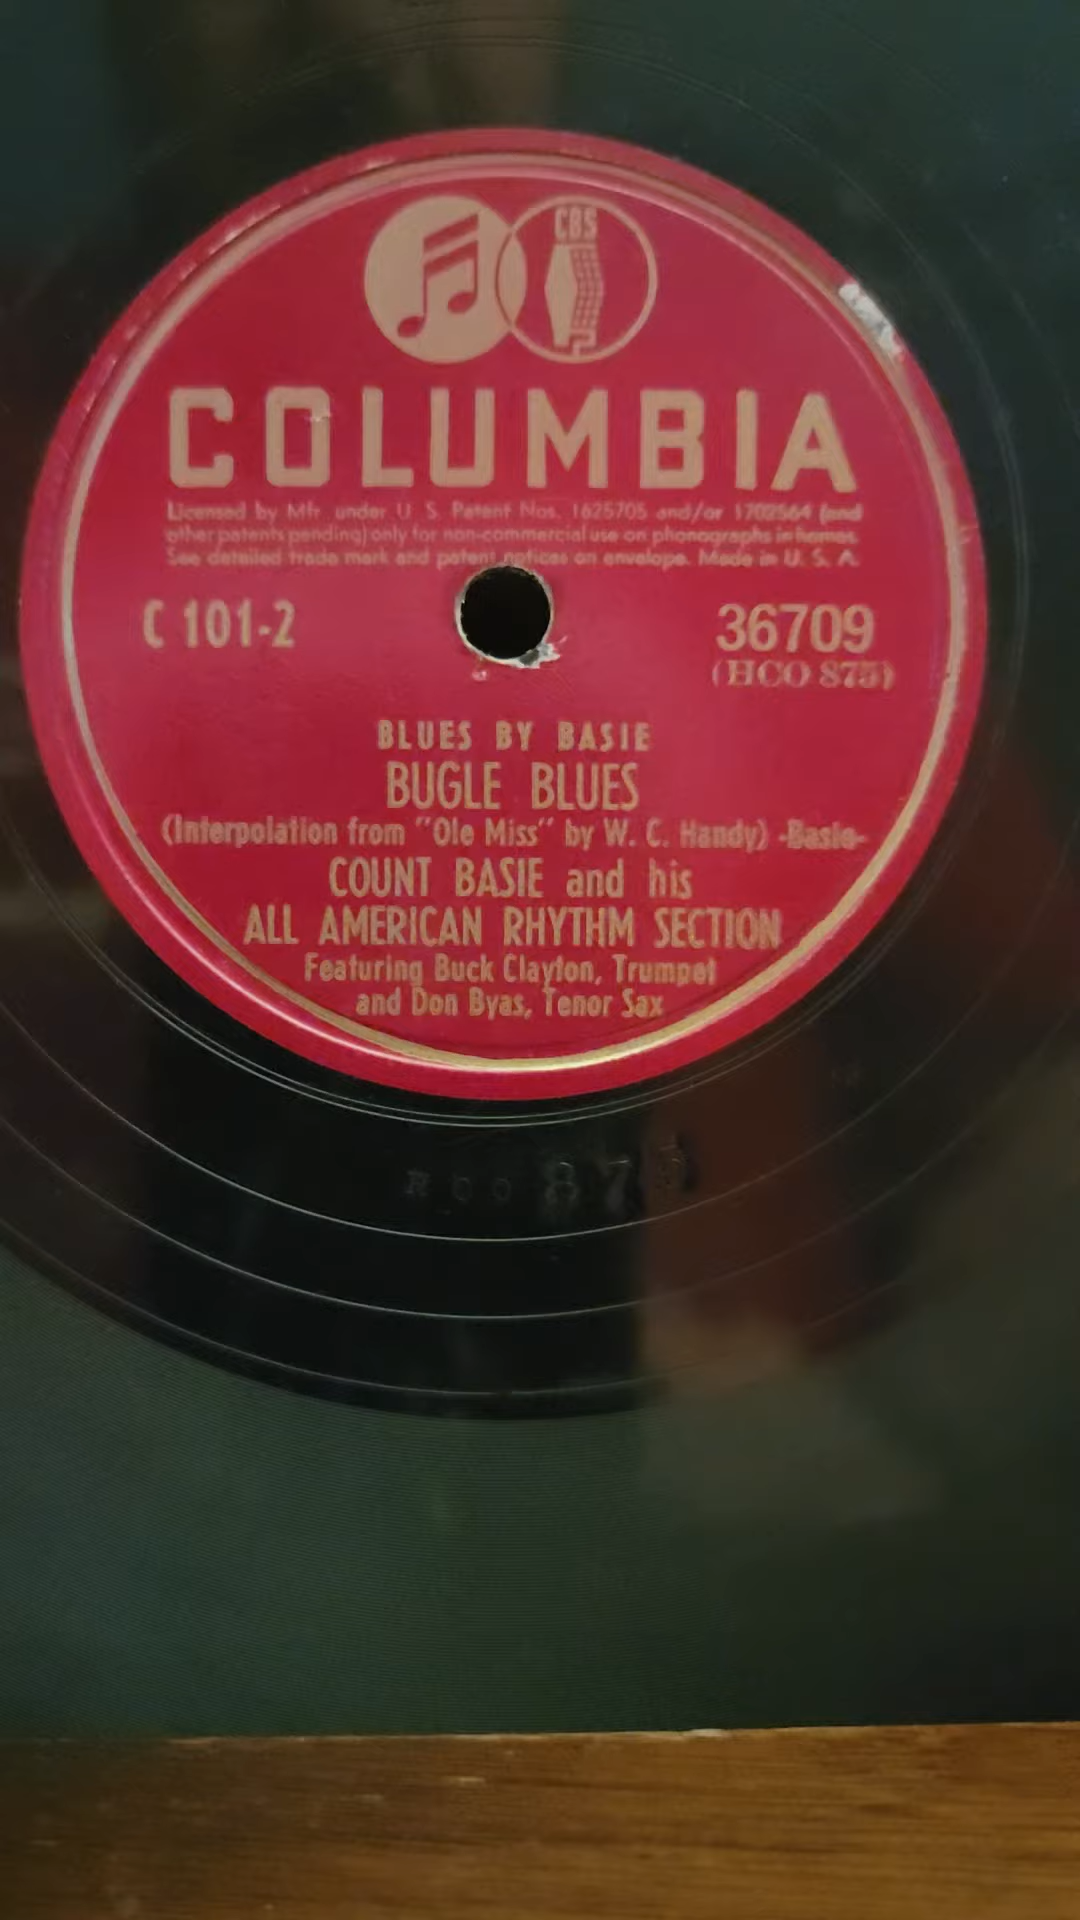 CBS
COLUMBIA
Licensed by Mfr. under U. S. Patent Nos. 1625705 and/or 1702564 (and
other patents pending) only for non-commercial use on phonographs in homes.
See detailed trade mark and patent notices on envelope. Made in U. S. A.
C 101-2
36709
(HCO 875)
BLUES BY BASIE
BUGLE BLUES
(Interpolation from "Ole Miss" by W. C. Handy) -Basie-
COUNT BASIE and his
ALL AMERICAN RHYTHM SECTION
Featuring Buck Clayton, Trumpet
and Don Byas, Tenor Sax